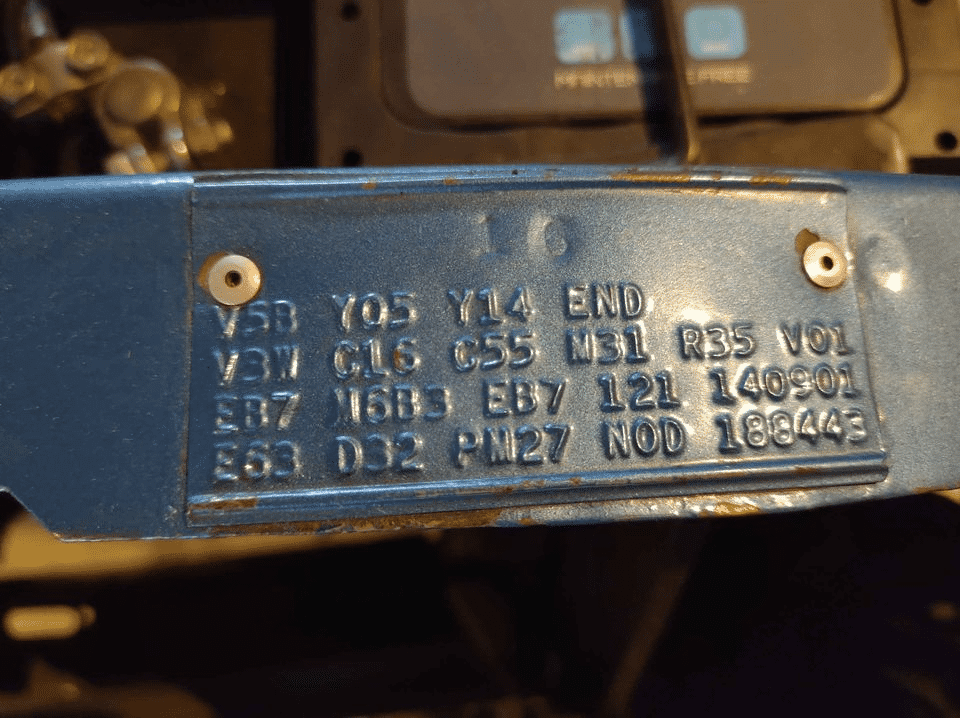 10
V5B Y05 Y14 END
V3W C16 C55 M31 R35 V01
EB7 M6B3 EB7 121 140901
E63 D32 PM27 NOD 188443